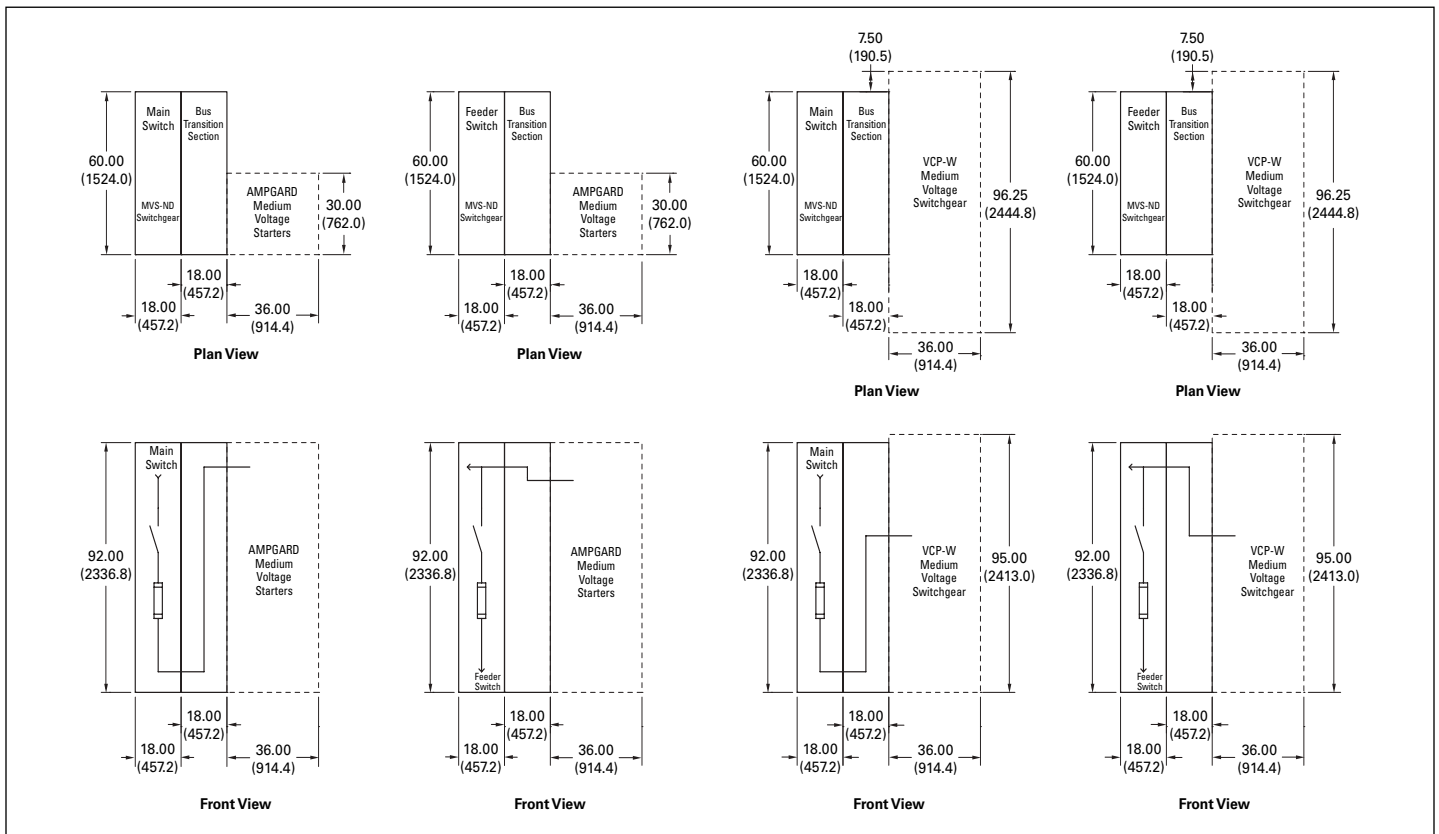 Main
Switch
MVS-ND
Switchgear
Bus
Transition
Section
60.00
(1524.0)
AMPGARD
Medium
Voltage
Starters
30.00
(762.0)
18.00
(457.2)
18.00
(457.2)
36.00
(914.4)
Plan View
Feeder
Switch
MVS-ND
Switchgear
Bus
Transition
Section
60.00
(1524.0)
AMPGARD
Medium
Voltage
Starters
30.00
(762.0)
18.00
(457.2)
18.00
(457.2)
36.00
(914.4)
Plan View
7.50
(190.5)
Main
Switch
MVS-ND
Switchgear
Bus
Transition
Section
60.00
(1524.0)
VCP-W
Medium
Voltage
Switchgear
96.25
(2444.8)
18.00
(457.2)
18.00
(457.2)
36.00
(914.4)
Plan View
7.50
(190.5)
Feeder
Switch
MVS-ND
Switchgear
Bus
Transition
Section
60.00
(1524.0)
VCP-W
Medium
Voltage
Switchgear
96.25
(2444.8)
18.00
(457.2)
18.00
(457.2)
36.00
(914.4)
Plan View
Main
Switch
92.00
(2336.8)
AMPGARD
Medium
Voltage
Starters
18.00
(457.2)
18.00
(457.2)
36.00
(914.4)
Front View
92.00
(2336.8)
AMPGARD
Medium
Voltage
Starters
Feeder
Switch
18.00
(457.2)
18.00
(457.2)
36.00
(914.4)
Front View
Main
Switch
92.00
(2336.8)
VCP-W
Medium
Voltage
Switchgear
95.00
(2413.0)
18.00
(457.2)
18.00
(457.2)
36.00
(914.4)
Front View
92.00
(2336.8)
VCP-W
Medium
Voltage
Switchgear
95.00
(2413.0)
Feeder
Switch
18.00
(457.2)
18.00
(457.2)
36.00
(914.4)
Front View